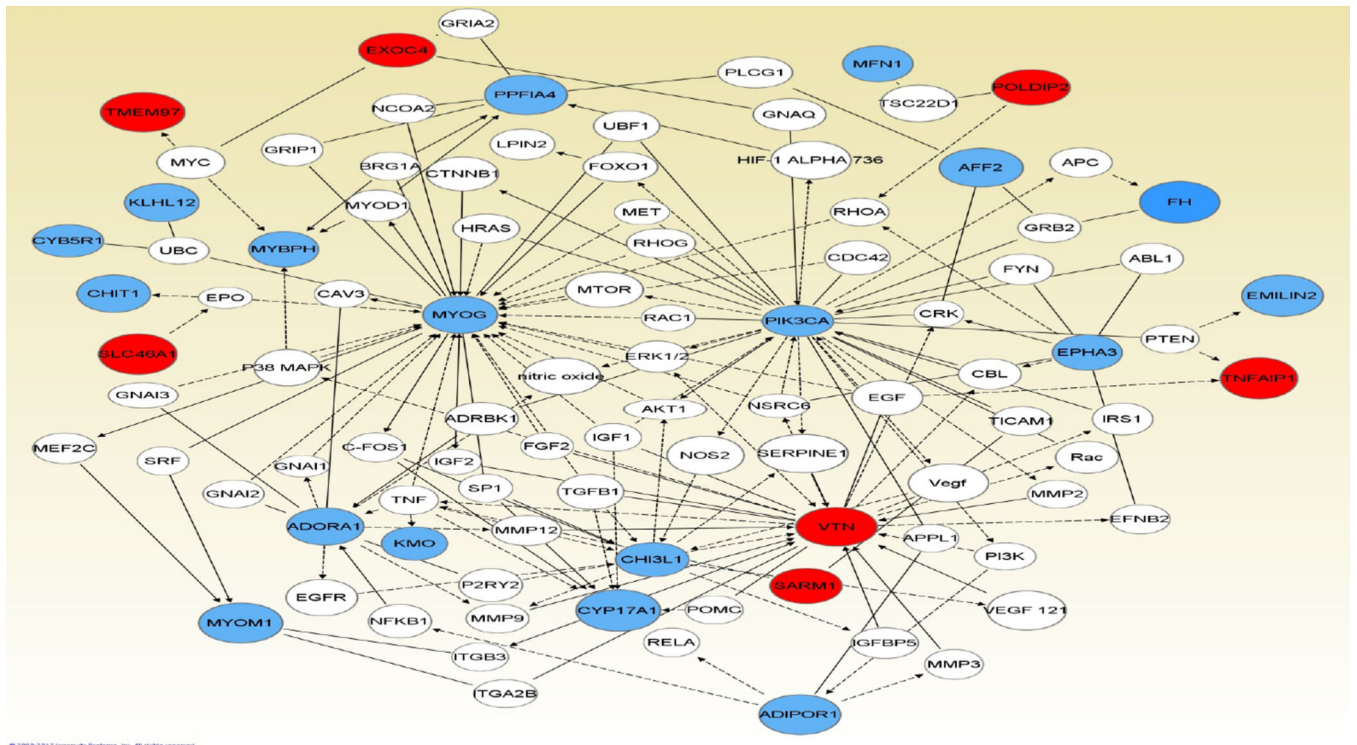 GRIA2
EXOC4
PLCG1
MFN1
POLDIP2
PPFIA4
TSC22D1
TMEM97
NCOA2
GNAQ
UBF1
GRIP1
LPIN2
MYC
BRG1A
FOXO1
HIF-1 ALPHA 736
AFF2
APC
CTNNB1
KLHL12
MYOD1
MET
RHOA
FH
HRAS
GRB2
CYB5R1
UBC
MYBPH
RHOG
CDC42
FYN
ABL1
CHIT1
EPO
CAV3
MTOR
EMILIN2
MYOG
RAC1
PIK3CA
CRK
PTEN
SLC46A1
ERK1/2
EPHA3
P38 MAPK
nitric oxide
CBL
TNFAIP1
GNAI3
AKT1
NSRC6
EGF
ADRBK1
TICAM1
IRS1
MEF2C
SRF
C-FOS1
FGF2
IGF1
GNAI1
IGF2
NOS2
SERPINE1
Rac
GNAI2
TNF
SP1
TGFB1
Vegf
MMP2
ADORA1
MMP12
VTN
EFNB2
KMO
CHI3L1
APPL1
PI3K
EGFR
P2RY2
SARM1
MYOM1
NFKB1
MMP9
CYP17A1
POMC
VEGF 121
ITGB3
RELA
IGFBP5
MMP3
ITGA2B
ADIPOR1